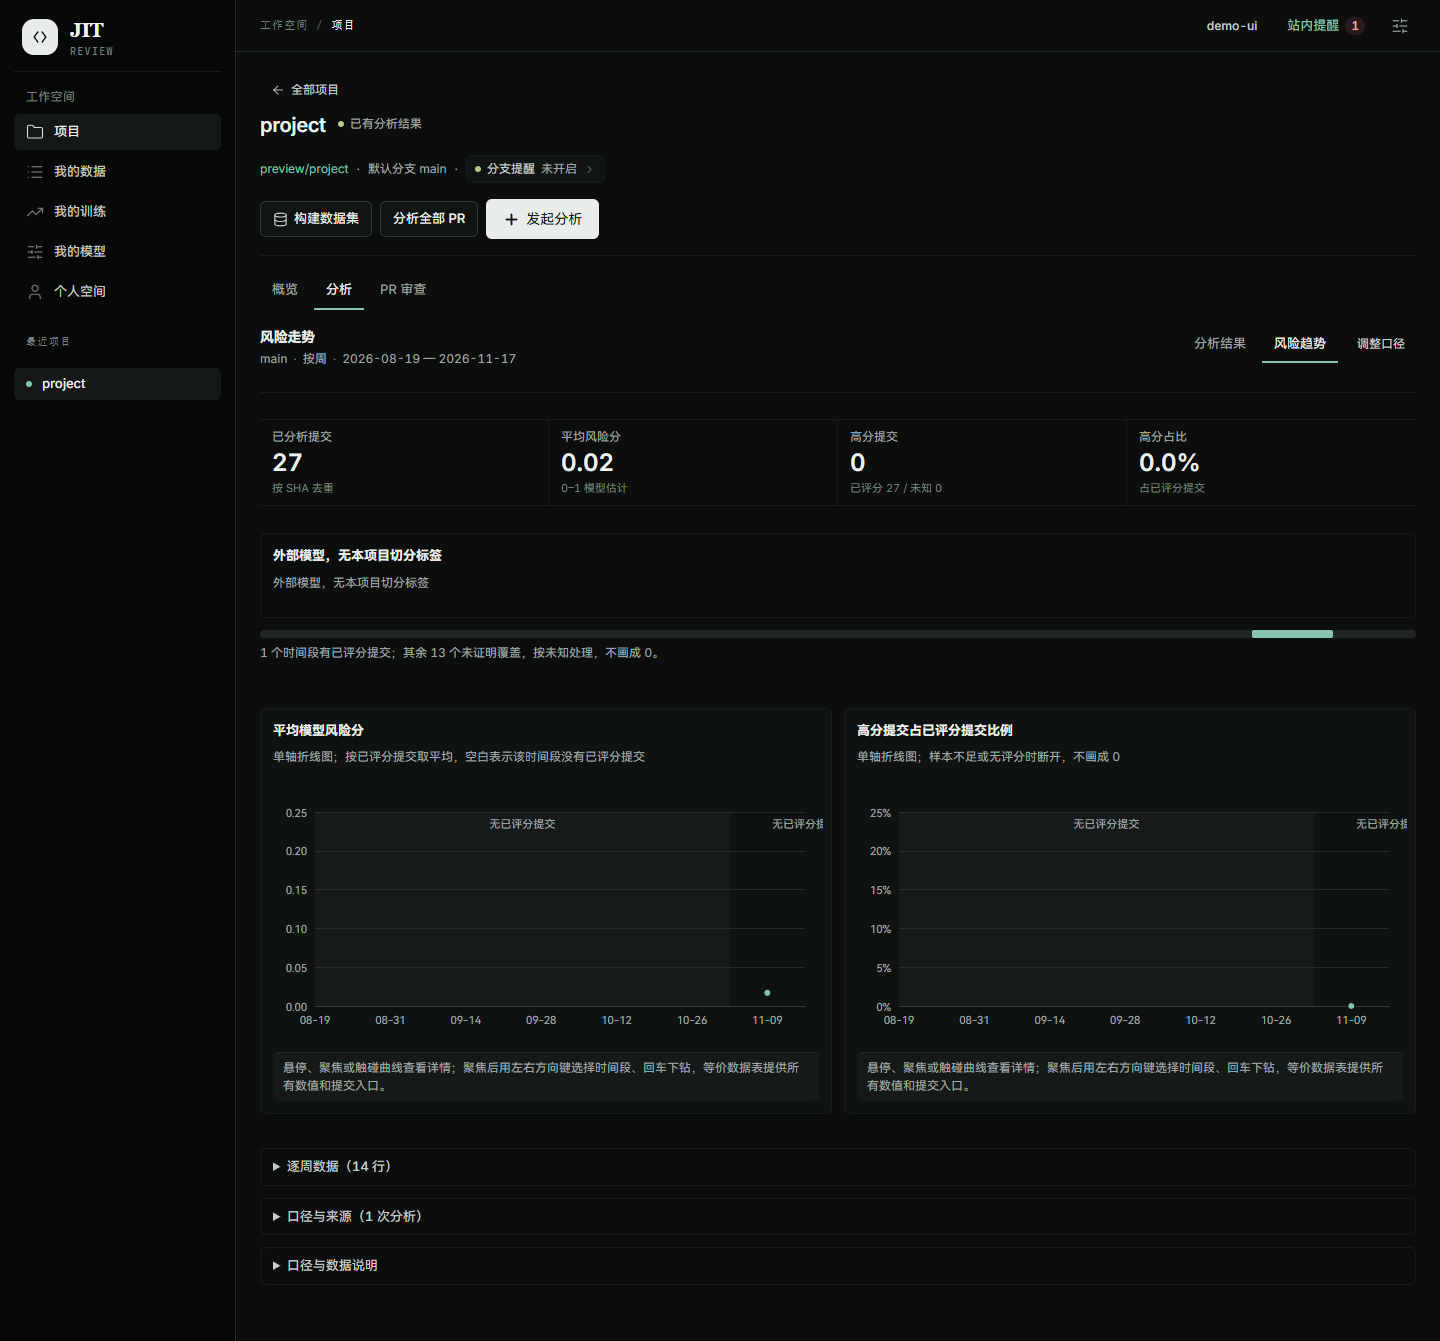 JIT
REVIEW
工作空间
项目
我的数据
我的训练
我的模型
个人空间
最近项目
project
工作空间 / 项目
demo-ui
站内提醒 1
← 全部项目
project
已有分析结果
preview/project · 默认分支 main · 分支提醒 未开启 >
构建数据集
分析全部 PR
+ 发起分析
概览
分析
PR 审查
风险走势
main · 按周 · 2026-08-19 — 2026-11-17
分析结果
风险趋势
调整口径
已分析提交
27
按 SHA 去重
平均风险分
0.02
0–1 模型估计
高分提交
0
已评分 27 / 未知 0
高分占比
0.0%
占已评分提交
外部模型，无本项目切分标签
外部模型，无本项目切分标签
1 个时间段有已评分提交；其余 13 个未证明覆盖，按未知处理，不画成 0。
平均模型风险分
单轴折线图；按已评分提交取平均，空白表示该时间段没有已评分提交
0.25
0.20
0.15
0.10
0.05
0.00
无已评分提交
无已评分提
08-19
08-31
09-14
09-28
10-12
10-26
11-09
悬停、聚焦或触碰曲线查看详情；聚焦后用左右方向键选择时间段、回车下钻，等价数据表提供所
有数值和提交入口。
高分提交占已评分提交比例
单轴折线图；样本不足或无评分时断开，不画成 0
25%
20%
15%
10%
5%
0%
无已评分提交
无已评分提
08-19
08-31
09-14
09-28
10-12
10-26
11-09
悬停、聚焦或触碰曲线查看详情；聚焦后用左右方向键选择时间段、回车下钻，等价数据表提供所
有数值和提交入口。
▶ 逐周数据（14 行）
▶ 口径与来源（1 次分析）
▶ 口径与数据说明